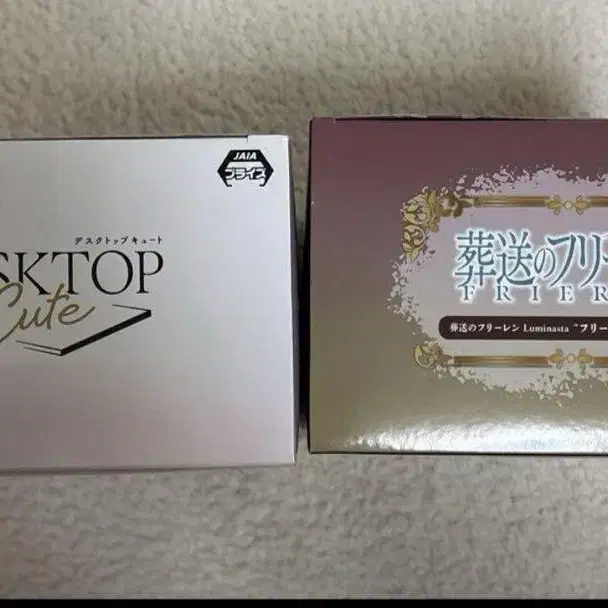 JAIA
プライズ
デスクトップキュート
SKTOP
Cute
葬送のフリー
FRIER
葬送のフリーレン Luminasta “フリー